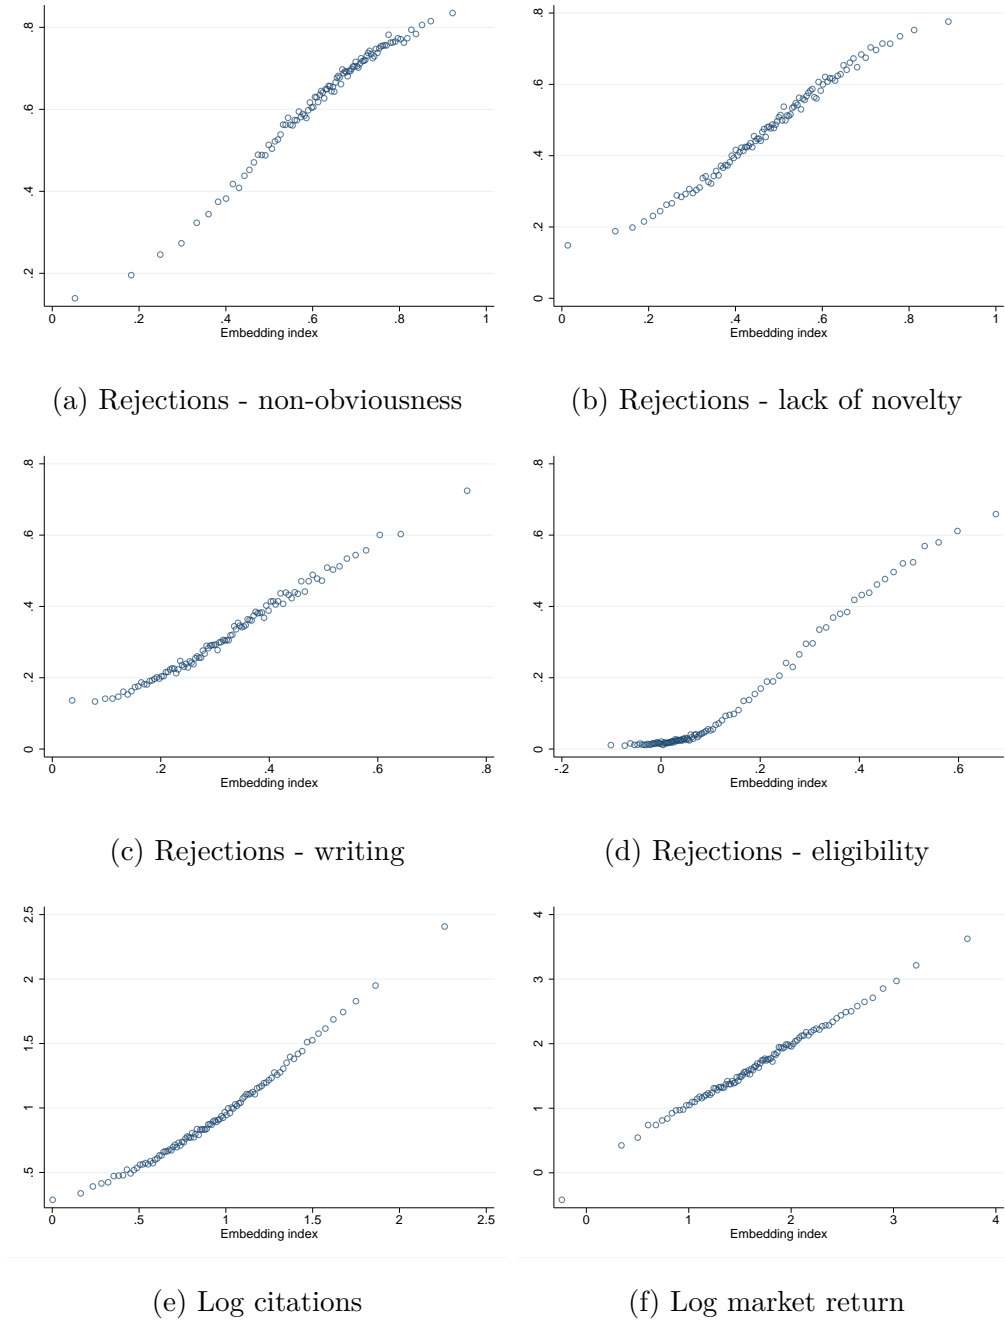 .8
.6
.4
.2
0 .2 .4 .6 .8 1
Embedding index
(a) Rejections - non-obviousness
.8
.6
.4
.2
0
0 .2 .4 .6 .8 1
Embedding index
(b) Rejections - lack of novelty
.8
.6
.4
.2
0
0 .2 .4 .6 .8
Embedding index
(c) Rejections - writing
.8
.6
.4
.2
0
-.2 0 .2 .4 .6
Embedding index
(d) Rejections - eligibility
2.5
2
1.5
1
.5
0 .5 1 1.5 2 2.5
Embedding index
(e) Log citations
4
3
2
1
0
0 1 2 3 4
Embedding index
(f) Log market return